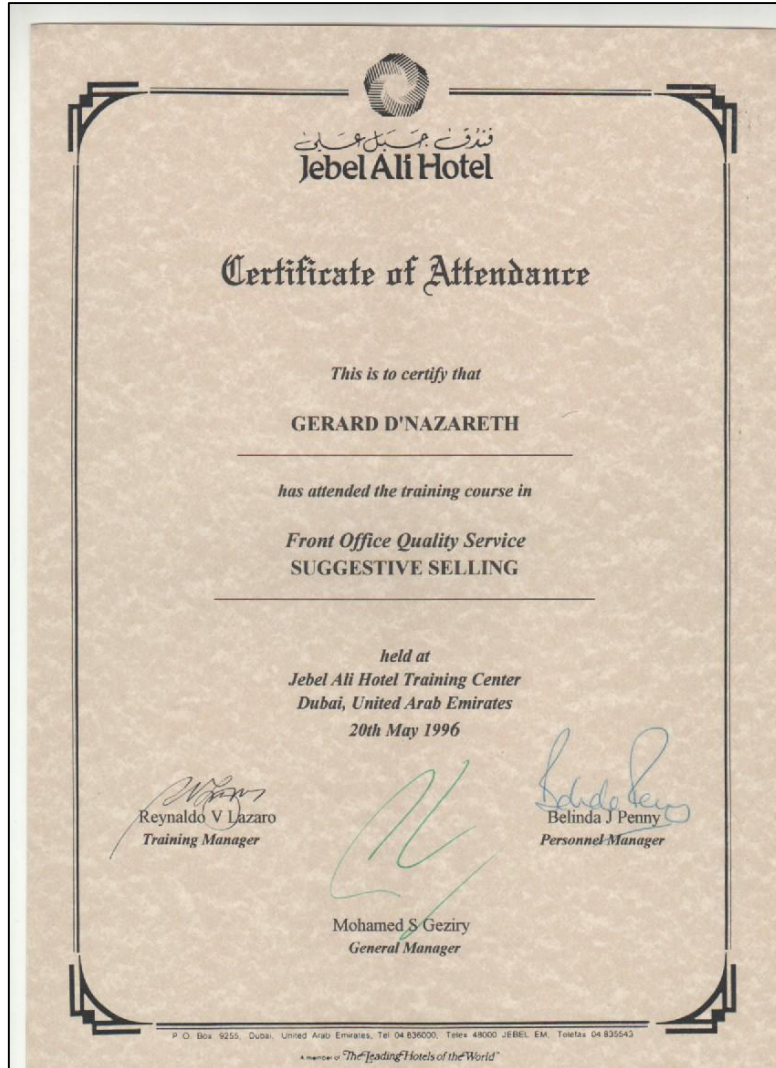 فندق جبل علي
Jebel Ali Hotel
Certificate of Attendance
This is to certify that
GERARD D'NAZARETH
has attended the training course in
Front Office Quality Service
SUGGESTIVE SELLING
held at
Jebel Ali Hotel Training Center
Dubai, United Arab Emirates
20th May 1996
Reynaldo V Lazaro
Training Manager
Belinda J Penny
Personnel Manager
Mohamed S Geziry
General Manager
P.O. Box 9255, Dubai, United Arab Emirates, Tel 04 836000, Telex 48000 JEBEL EM, Telefax 04 835543
A member of "The Leading Hotels of the World"